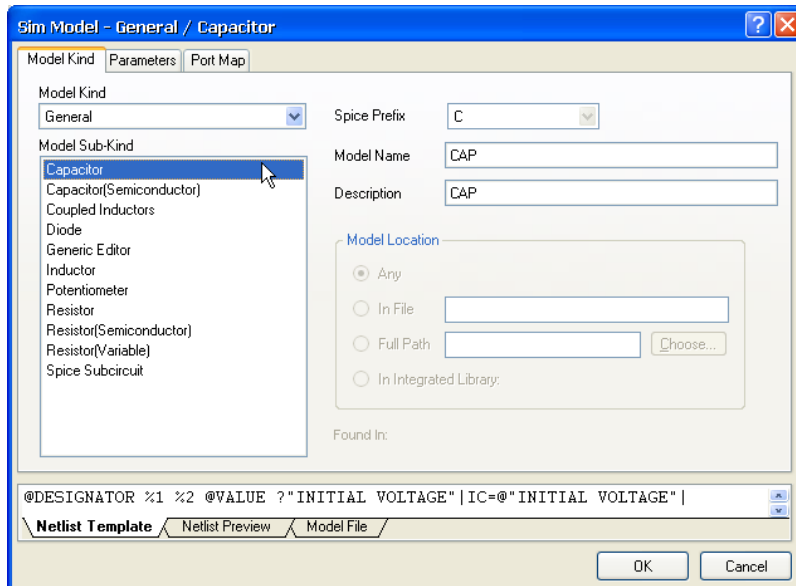 Sim Model - General / Capacitor
Model Kind Parameters Port Map
Model Kind
General
Model Sub-Kind
Capacitor
Capacitor(Semiconductor)
Coupled Inductors
Diode
Generic Editor
Inductor
Potentiometer
Resistor
Resistor(Semiconductor)
Resistor(Variable)
Spice Subcircuit
Spice Prefix C
Model Name CAP
Description CAP
Model Location
Any
In File
Full Path Choose...
In Integrated Library:
Found In:
@DESIGNATOR %1 %2 @VALUE ?"INITIAL VOLTAGE"|IC=@"INITIAL VOLTAGE"|
Netlist Template Netlist Preview Model File
OK Cancel